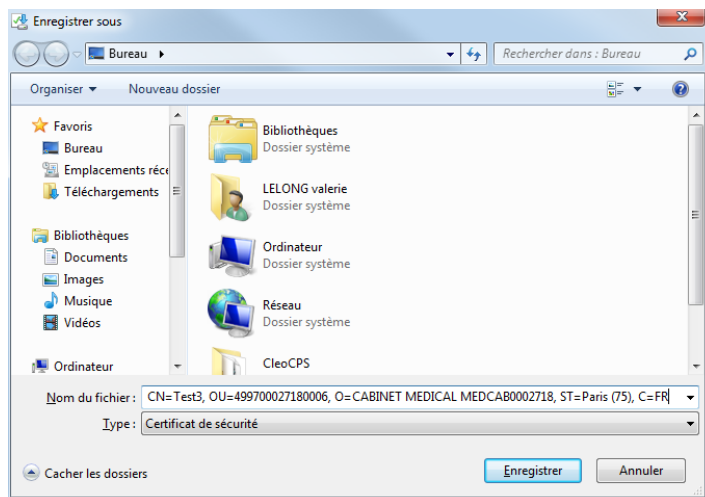 Enregistrer sous
Bureau
Rechercher dans : Bureau
Organiser
Nouveau dossier
Favoris
Bureau
Emplacements réce
Téléchargements
Bibliothèques
Documents
Images
Musique
Vidéos
Ordinateur
Bibliothèques
Dossier système
LELONG valerie
Dossier système
Ordinateur
Dossier système
Réseau
Dossier système
CleoCPS
Nom du fichier : CN=Test3, OU=499700027180006, O=CABINET MEDICAL MEDCAB0002718, ST=Paris (75), C=FR
Type : Certificat de sécurité
Cacher les dossiers
Enregistrer
Annuler